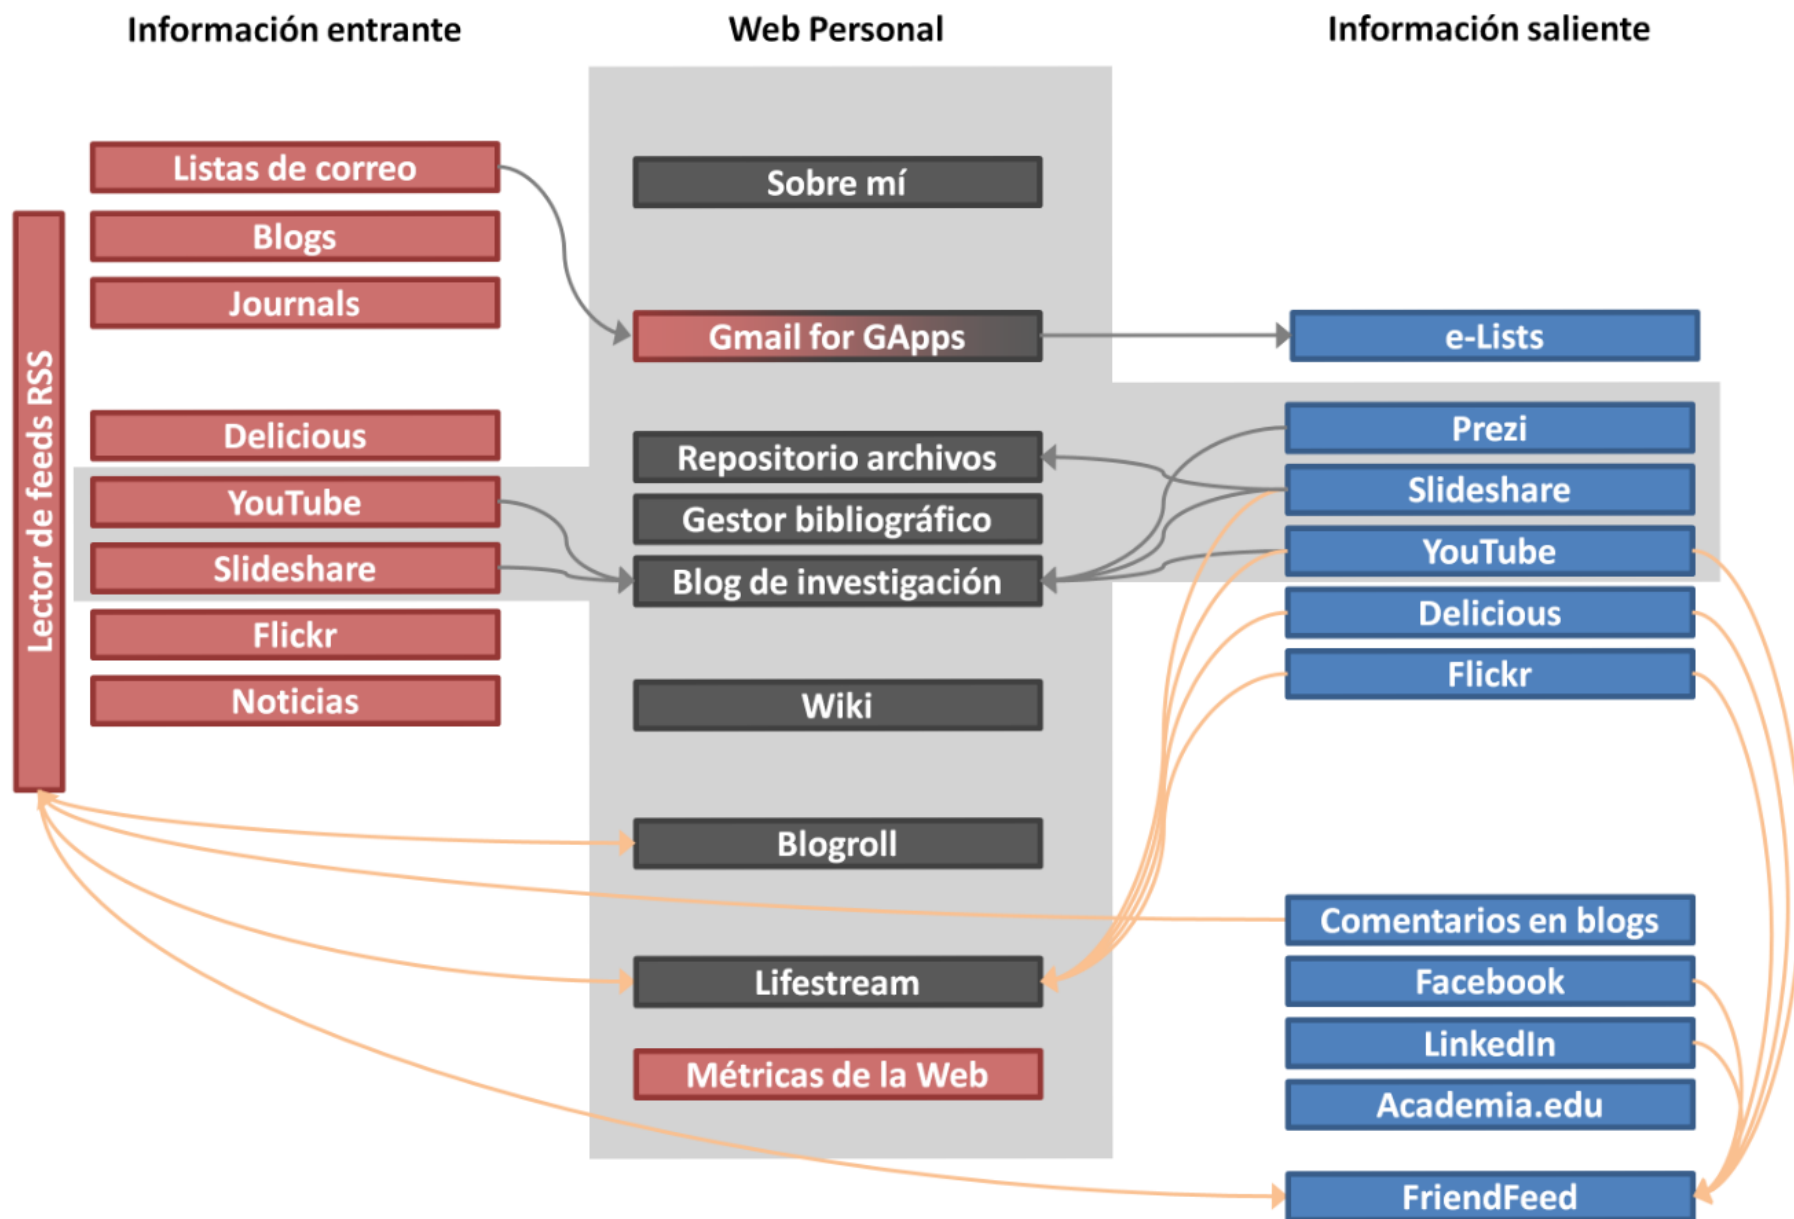 Información entrante
Web Personal
Información saliente
Lector de feeds RSS
Listas de correo
Blogs
Journals
Delicious
YouTube
Slideshare
Flickr
Noticias
Sobre mí
Gmail for GApps
Repositorio archivos
Gestor bibliográfico
Blog de investigación
Wiki
Blogroll
Lifestream
Métricas de la Web
e-Lists
Prezi
Slideshare
YouTube
Delicious
Flickr
Comentarios en blogs
Facebook
LinkedIn
Academia.edu
FriendFeed